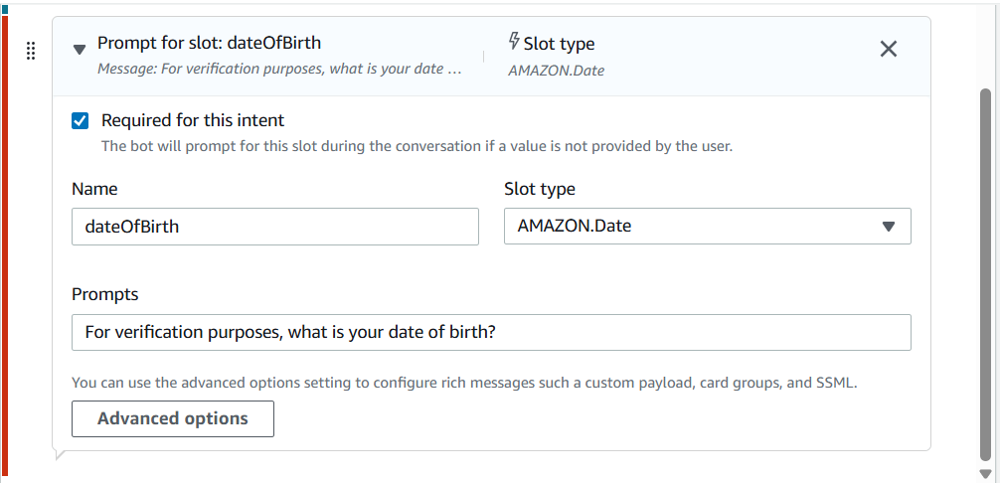 Prompt for slot: dateOfBirth
Message: For verification purposes, what is your date ...
Slot type
AMAZON.Date
Required for this intent
The bot will prompt for this slot during the conversation if a value is not provided by the user.
Name
Slot type
dateOfBirth
AMAZON.Date
Prompts
For verification purposes, what is your date of birth?
You can use the advanced options setting to configure rich messages such a custom payload, card groups, and SSML.
Advanced options